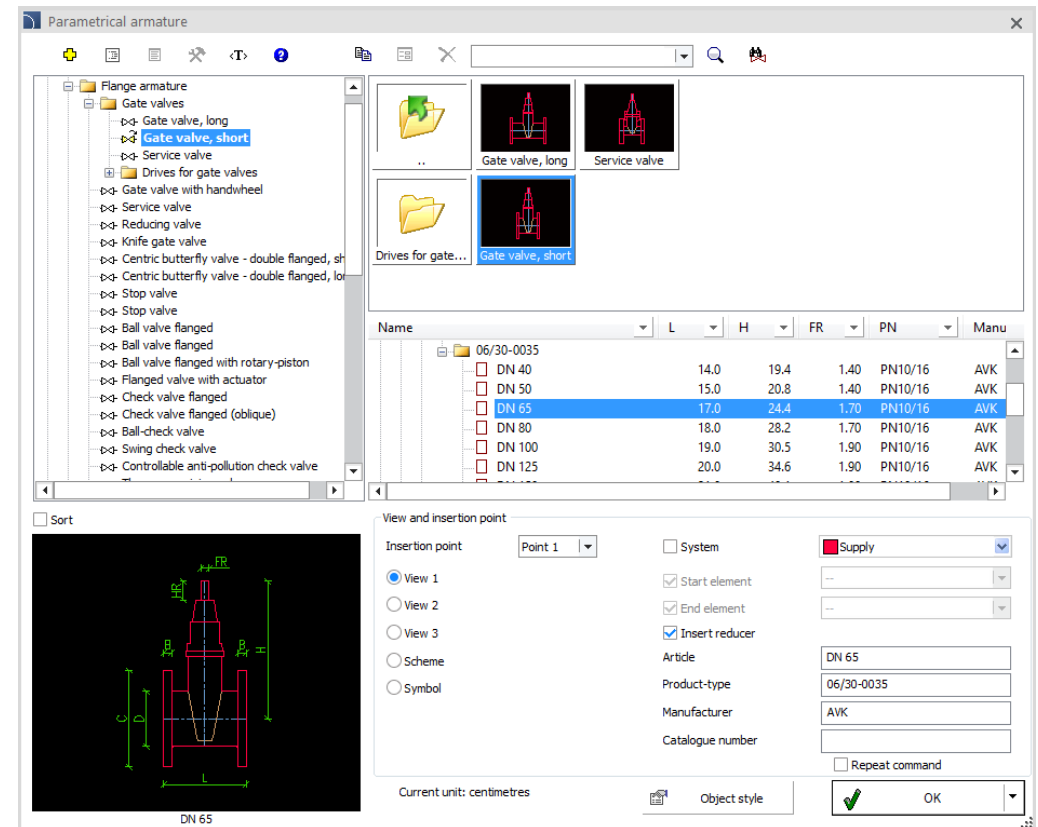 Parametrical armature
<T>
Flange armature
Gate valves
Gate valve, long
Gate valve, short
Service valve
Drives for gate valves
Gate valve with handwheel
Service valve
Reducing valve
Knife gate valve
Centric butterfly valve - double flanged, sh
Centric butterfly valve - double flanged, lon
Stop valve
Stop valve
Ball valve flanged
Ball valve flanged
Ball valve flanged with rotary-piston
Flanged valve with actuator
Check valve flanged
Check valve flanged (oblique)
Ball-check valve
Swing check valve
Controllable anti-pollution check valve
..
Gate valve, long
Service valve
Drives for gate...
Gate valve, short
Name L H FR PN Manu
06/30-0035
DN 40 14.0 19.4 1.40 PN10/16 AVK
DN 50 15.0 20.8 1.40 PN10/16 AVK
DN 65 17.0 24.4 1.70 PN10/16 AVK
DN 80 18.0 28.2 1.70 PN10/16 AVK
DN 100 19.0 30.5 1.90 PN10/16 AVK
DN 125 20.0 34.6 1.90 PN10/16 AVK
Sort
FR
HR
B
B
H
C
D
L
DN 65
View and insertion point
Insertion point Point 1
View 1
View 2
View 3
Scheme
Symbol
System Supply
Start element --
End element --
Insert reducer
Article DN 65
Product-type 06/30-0035
Manufacturer AVK
Catalogue number
Repeat command
Current unit: centimetres
Object style
OK